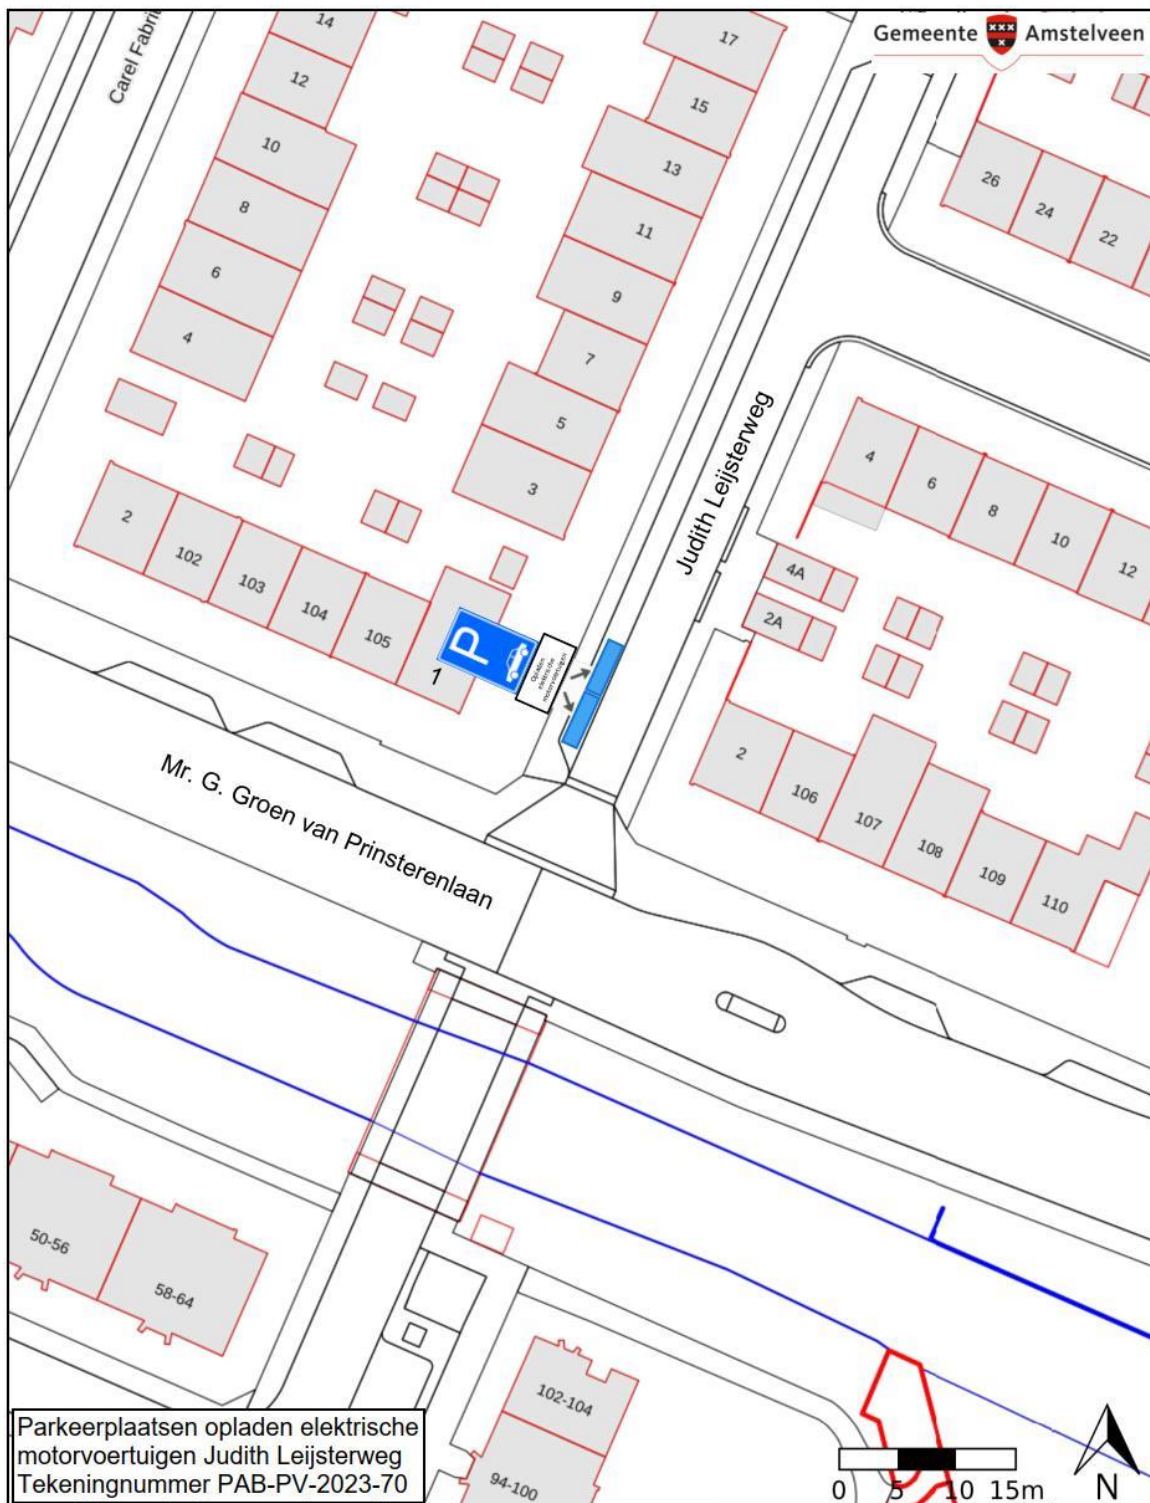 Gemeente Amstelveen
Carel Fabri
14
12
10
8
6
4
17
15
13
11
9
7
5
3
26
24
22
Judith Leijsterweg
4
6
8
10
12
4A
2A
2
102
103
104
105
1
P
Opladen
elektrische
motorvoertuigen
2
106
107
108
109
110
Mr. G. Groen van Prinsterenlaan
50-56
58-64
102-104
94-100
Parkeerplaatsen opladen elektrische
motorvoertuigen Judith Leijsterweg
Tekeningnummer PAB-PV-2023-70
0 5 10 15m
N